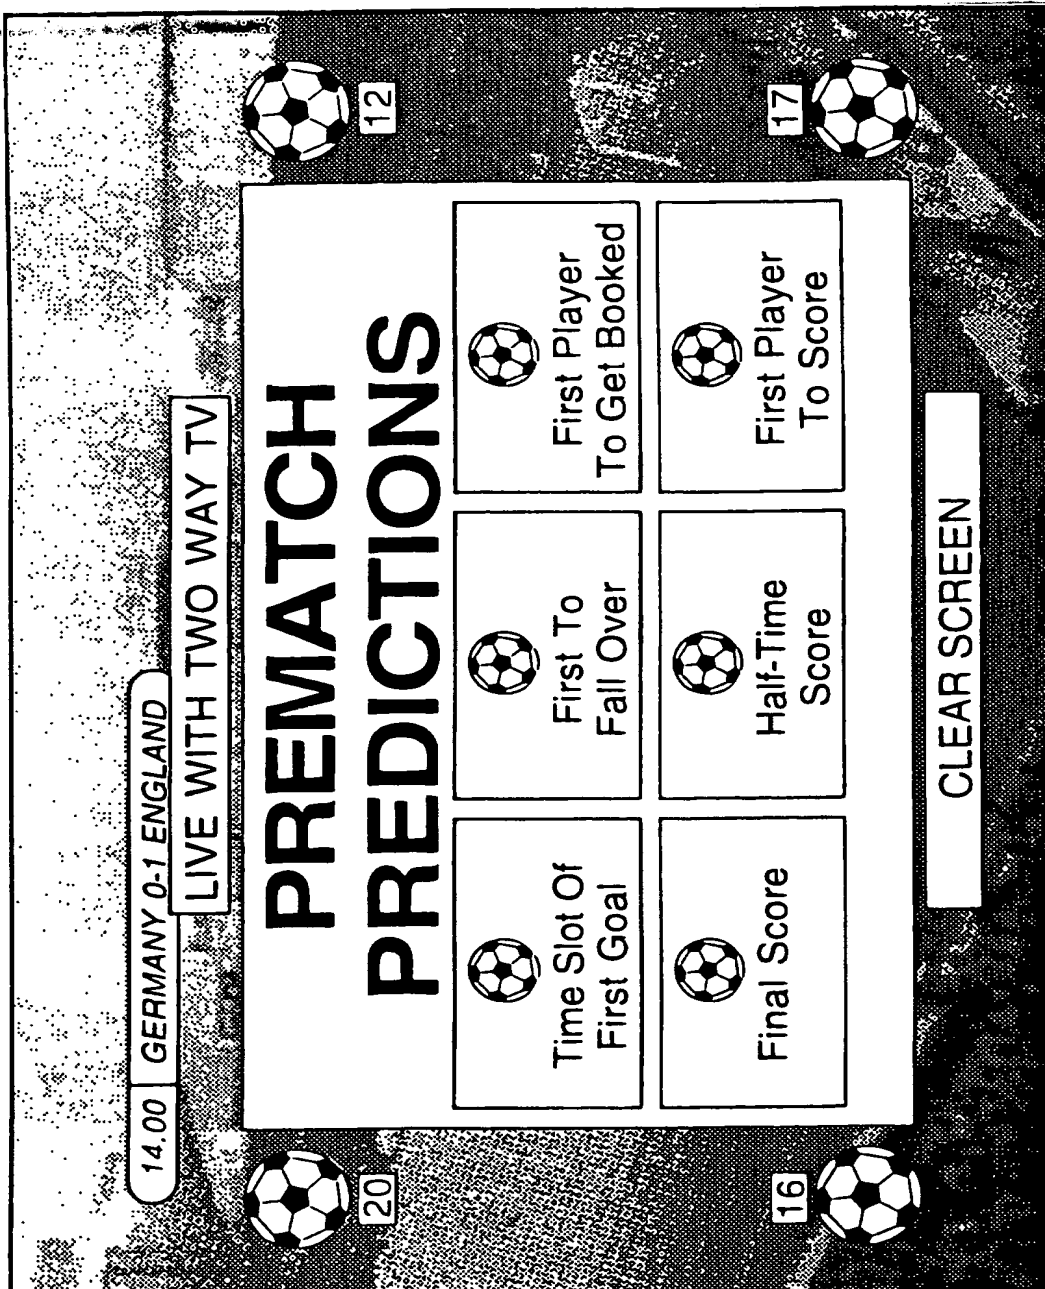 14.00 GERMANY 0-1 ENGLAND
LIVE WITH TWO WAY TV
20
12
PREMATCH
PREDICTIONS
Time Slot Of
First Goal
First To
Fall Over
First Player
To Get Booked
Final Score
Half-Time
Score
First Player
To Score
16
17
CLEAR SCREEN